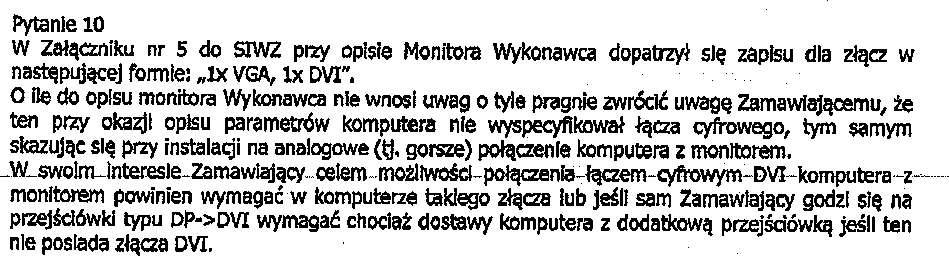 Pytanie 10
W Załączniku nr 5 do SIWZ przy opisie Monitora Wykonawca dopatrzył się zapisu dla złącz w
następującej formie: „1x VGA, 1x DVI”.
O ile do opisu monitora Wykonawca nie wnosi uwag o tyle pragnie zwrócić uwagę Zamawiającemu, że
ten przy okazji opisu parametrów komputera nie wyspecyfikował łącza cyfrowego, tym samym
skazując się przy instalacji na analogowe (tj. gorsze) połączenie komputera z monitorem.
W swoim interesie Zamawiający celem możliwości połączenia łączem cyfrowym DVI komputera z
monitorem powinien wymagać w komputerze takiego złącza lub jeśli sam Zamawiający godzi się na
przejściówki typu DP->DVI wymagać chociaż dostawy komputera z dodatkową przejściówką jeśli ten
nie posiada złącza DVI.